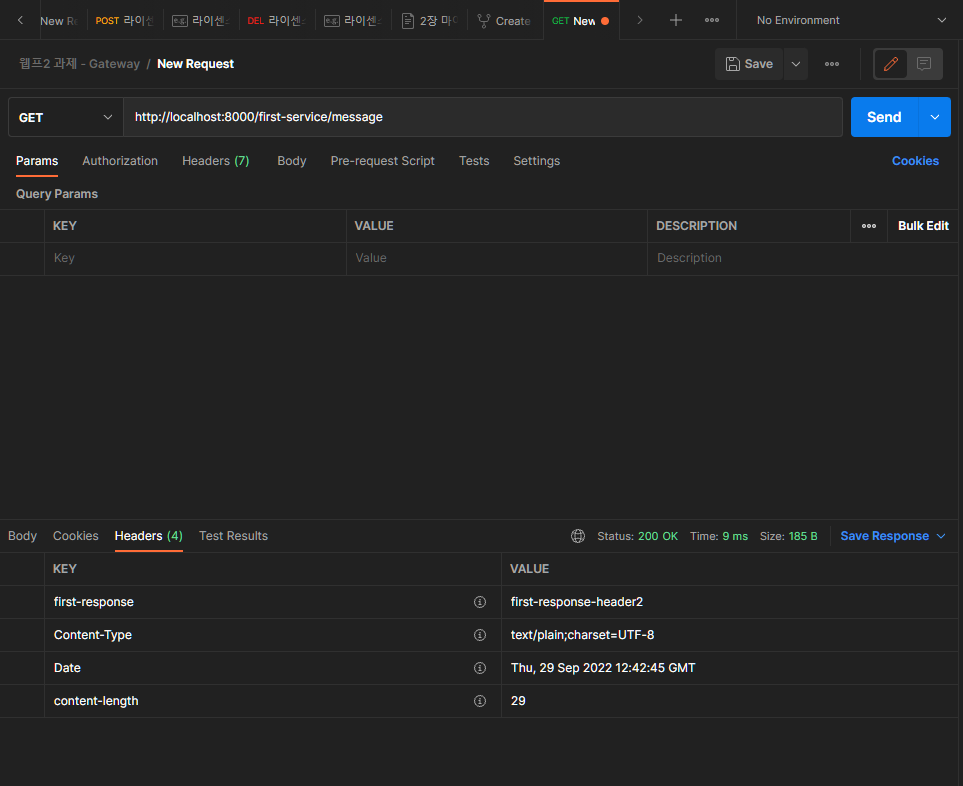 New Re POST 라이센 라이센 DEL 라이센 라이센 2장 마 Create GET New No Environment
웹프2 과제 - Gateway / New Request Save
GET http://localhost:8000/first-service/message Send
Params Authorization Headers (7) Body Pre-request Script Tests Settings Cookies
Query Params
KEY VALUE DESCRIPTION Bulk Edit
Key Value Description
Body Cookies Headers (4) Test Results Status: 200 OK Time: 9 ms Size: 185 B Save Response
KEY VALUE
first-response first-response-header2
Content-Type text/plain;charset=UTF-8
Date Thu, 29 Sep 2022 12:42:45 GMT
content-length 29